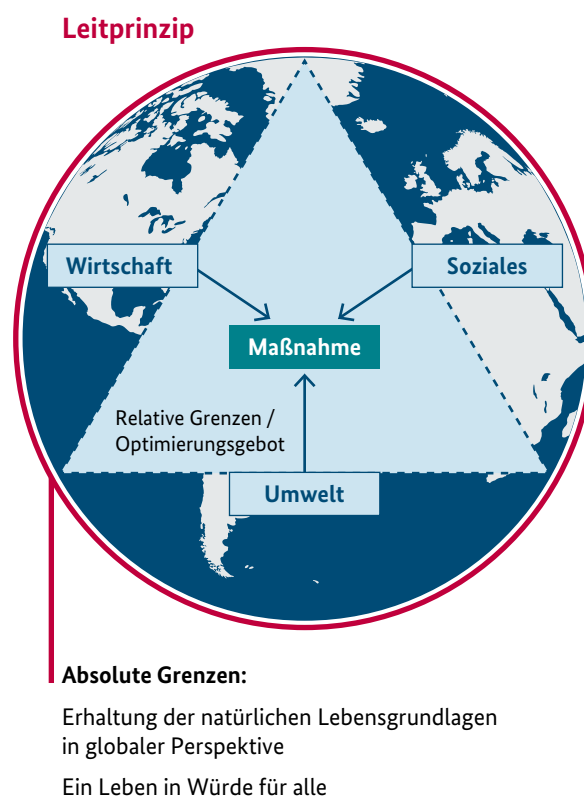 Leitprinzip
Wirtschaft
Soziales
Maßnahme
Relative Grenzen /
Optimierungsgebot
Umwelt
Absolute Grenzen:
Erhaltung der natürlichen Lebensgrundlagen
in globaler Perspektive
Ein Leben in Würde für alle